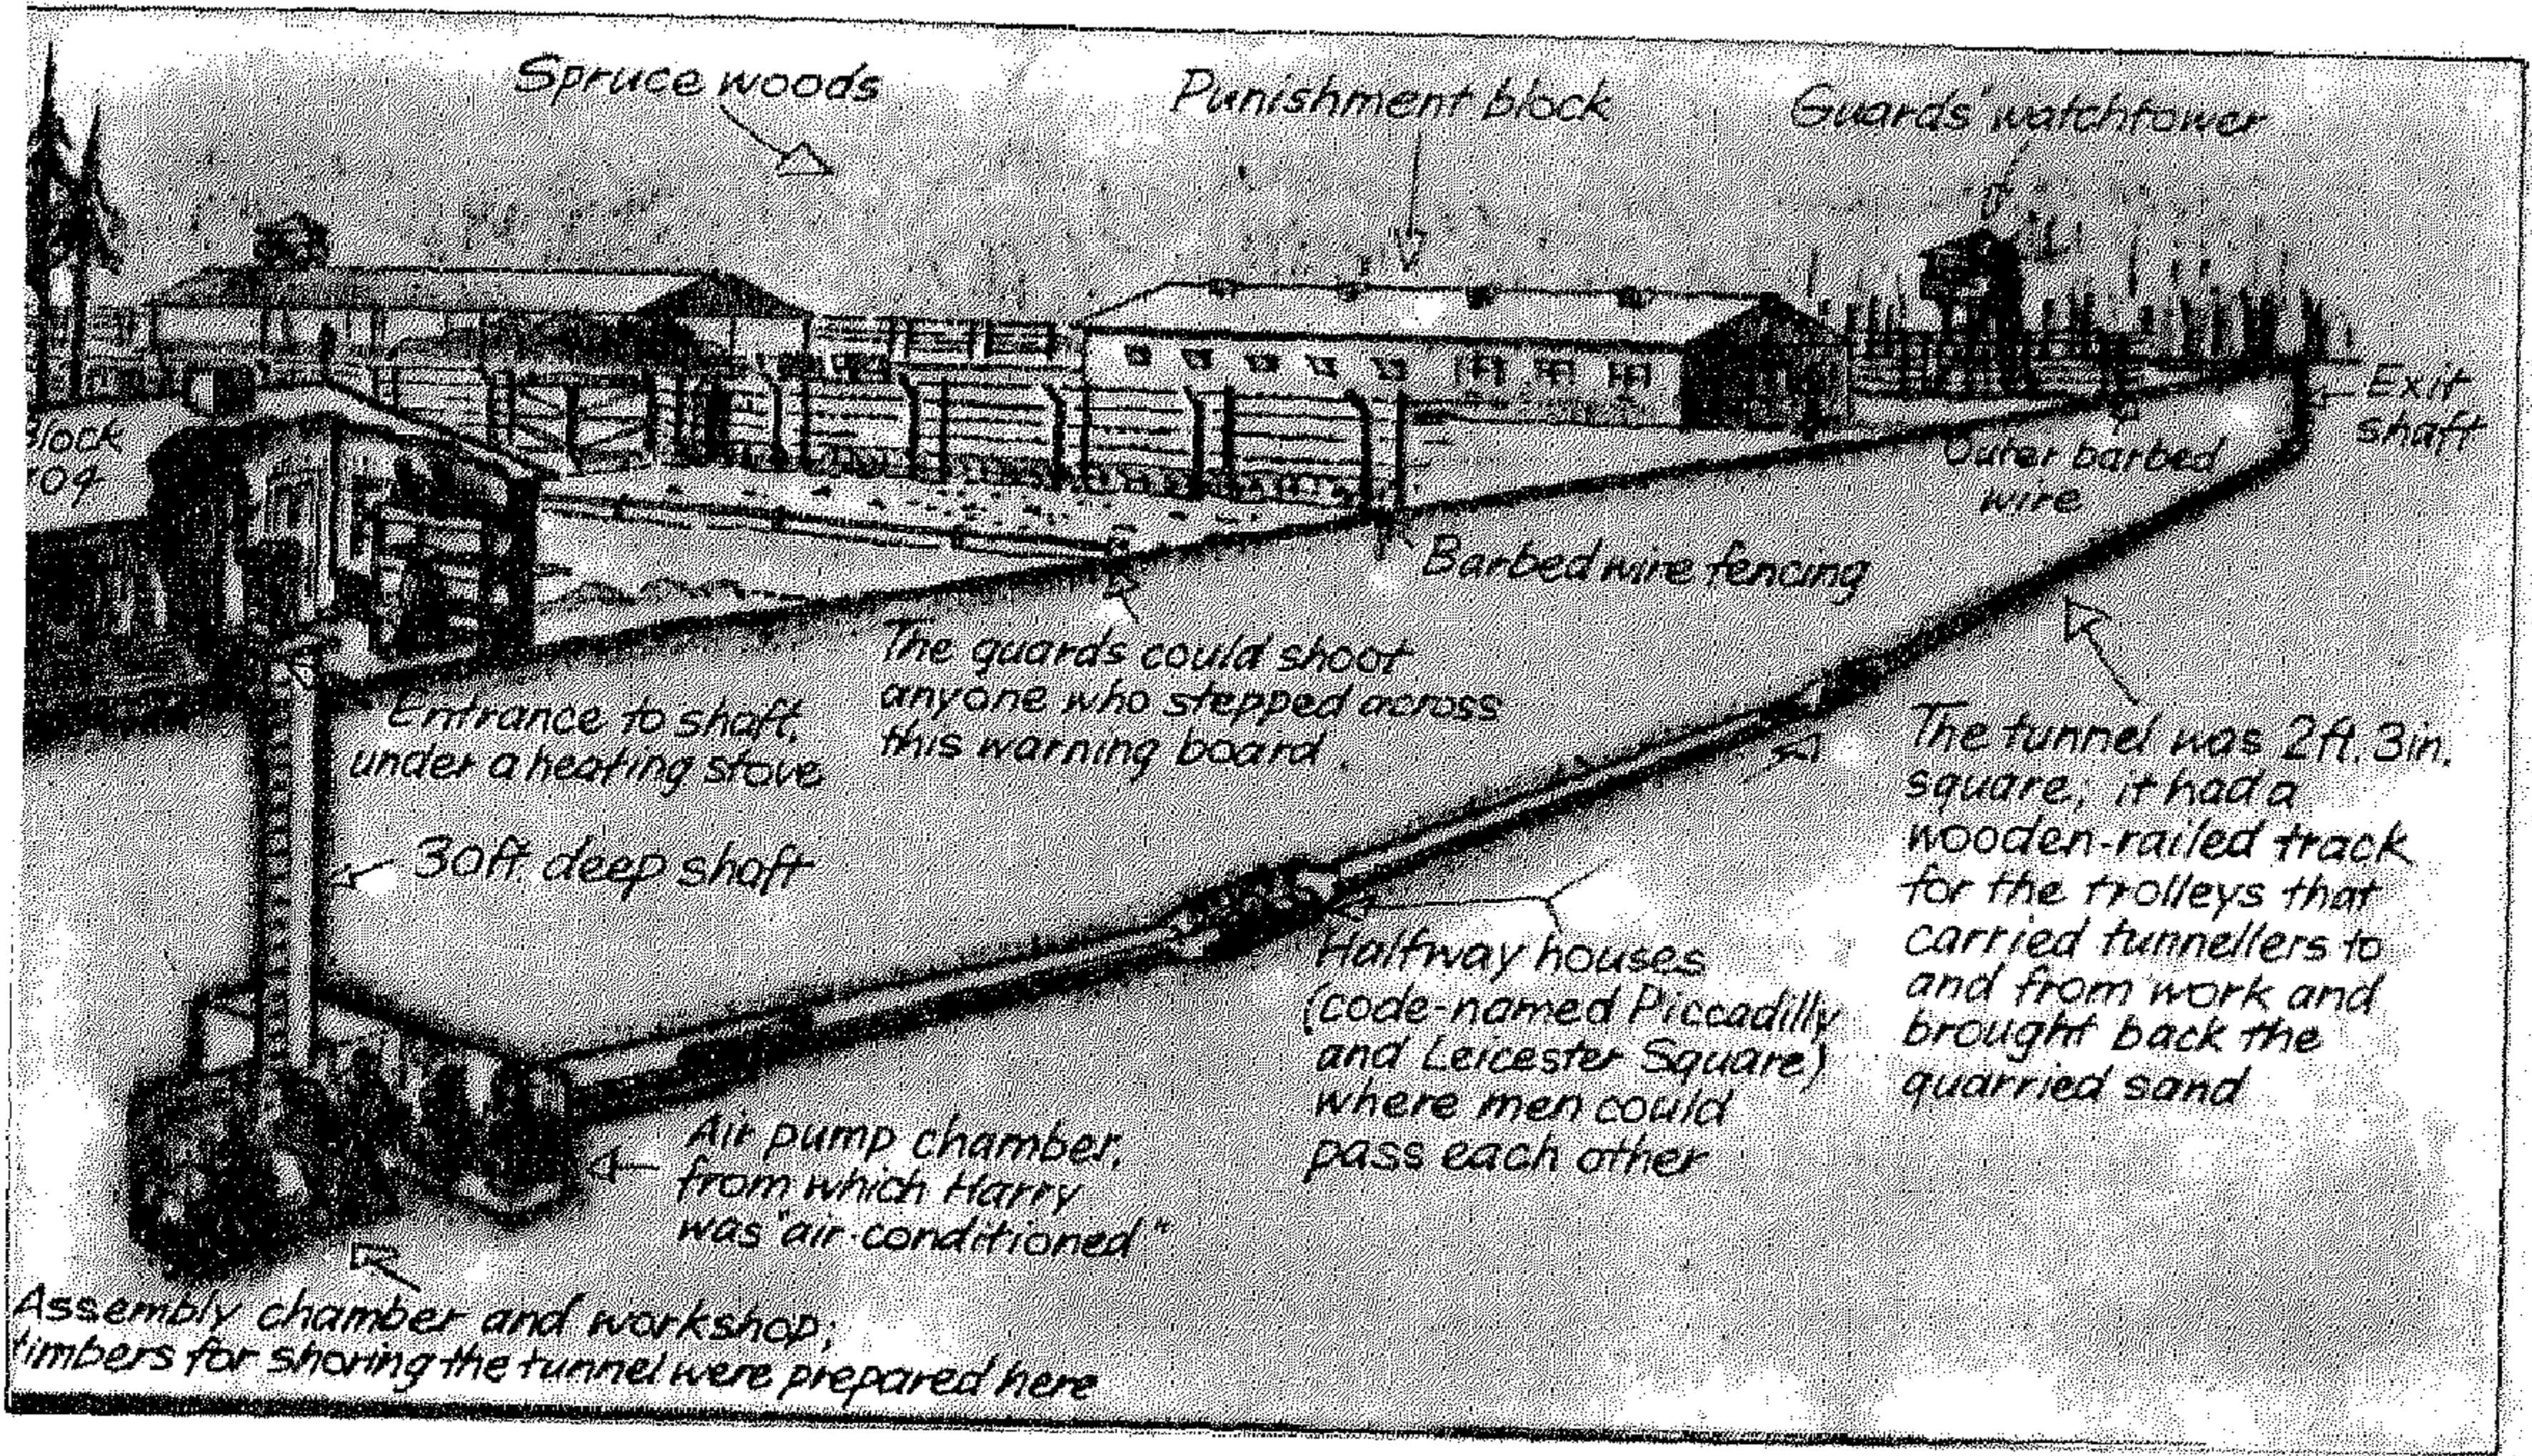 Spruce woods
Punishment block
Guards' watchtower
Exit
shaft
Block
104
Outer barbed
wire
Barbed wire fencing
The guards could shoot
anyone who stepped across
this warning board
Entrance to shaft,
under a heating stove
30ft. deep shaft
The tunnel was 2ft. 3in.
square; it had a
wooden-railed track
for the trolleys that
carried tunnellers to
and from work and
brought back the
quarried sand
Halfway houses
(code-named Piccadilly
and Leicester Square)
where men could
pass each other
Air pump chamber,
from which Harry
was "air-conditioned"
Assembly chamber and workshop;
timbers for shoring the tunnel were prepared here